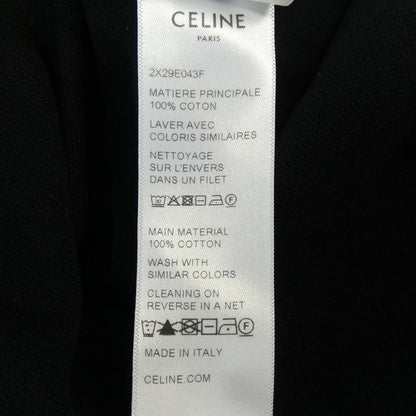 CELINE
PARIS
2X29E043F
MATIERE PRINCIPALE
100% COTON
LAVER AVEC
COLORIS SIMILAIRES
NETTOYAGE
SUR L'ENVERS
DANS UN FILET
MAIN MATERIAL
100% COTTON
WASH WITH
SIMILAR COLORS
CLEANING ON
REVERSE IN A NET
MADE IN ITALY
CELINE.COM